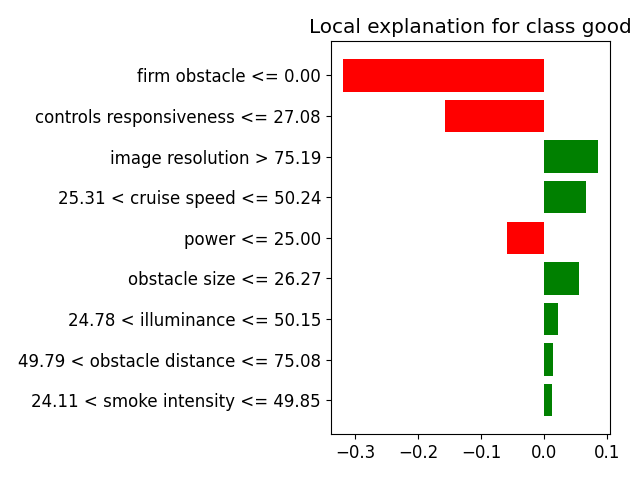 Local explanation for class good
firm obstacle <= 0.00
controls responsiveness <= 27.08
image resolution > 75.19
25.31 < cruise speed <= 50.24
power <= 25.00
obstacle size <= 26.27
24.78 < illuminance <= 50.15
49.79 < obstacle distance <= 75.08
24.11 < smoke intensity <= 49.85
−0.3 −0.2 −0.1 0.0 0.1